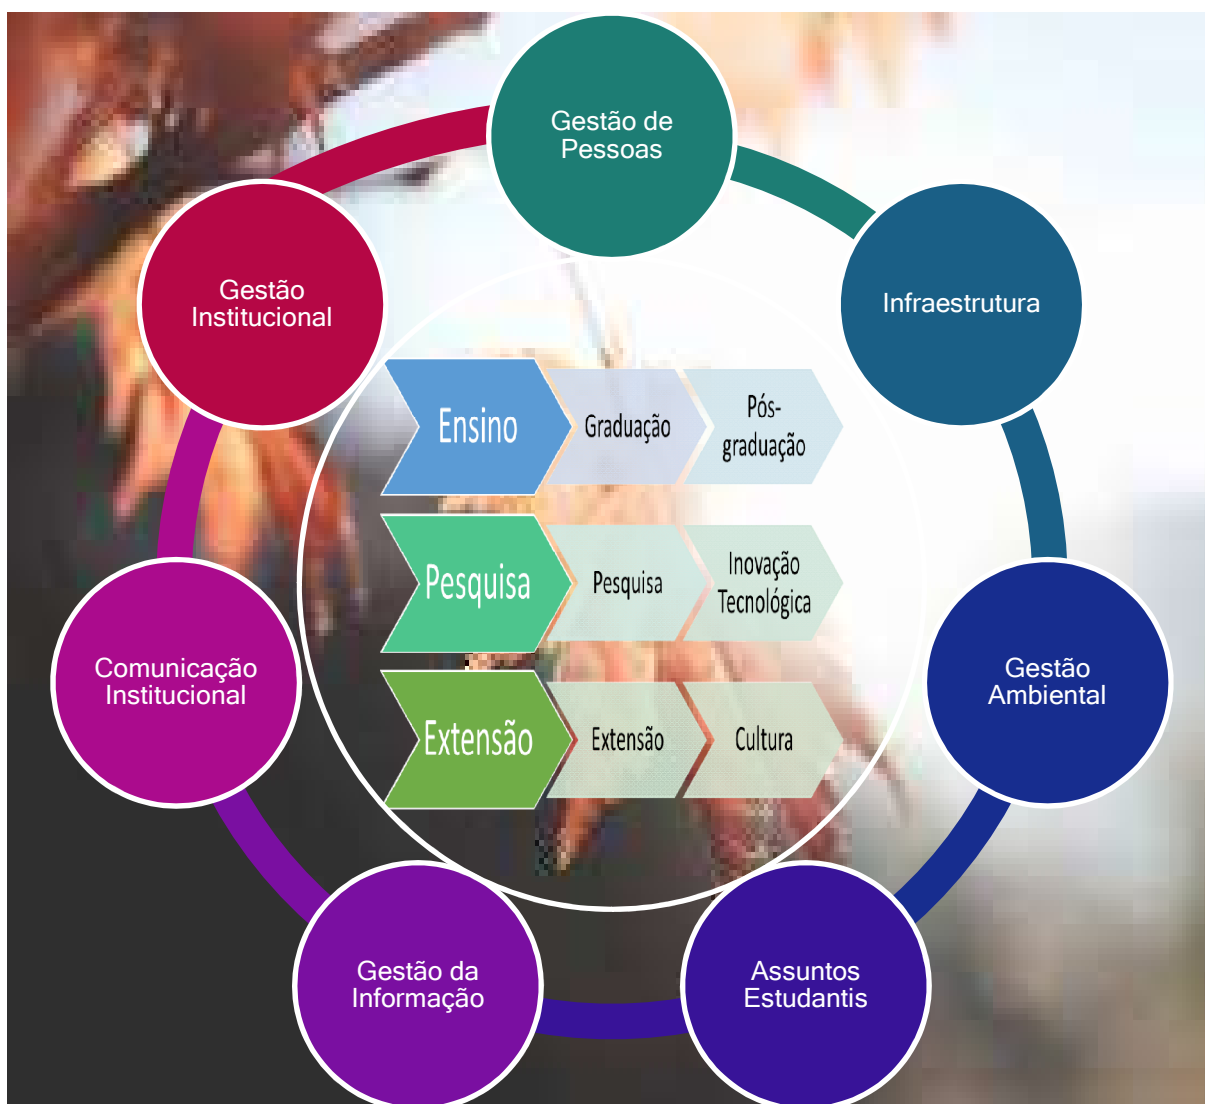 Gestão de
Pessoas
Infraestrutura
Gestão
Ambiental
Assuntos
Estudantis
Gestão da
Informação
Comunicação
Institucional
Gestão
Institucional
Ensino
Graduação
Pós-
graduação
Pesquisa
Pesquisa
Inovação
Tecnológica
Extensão
Extensão
Cultura